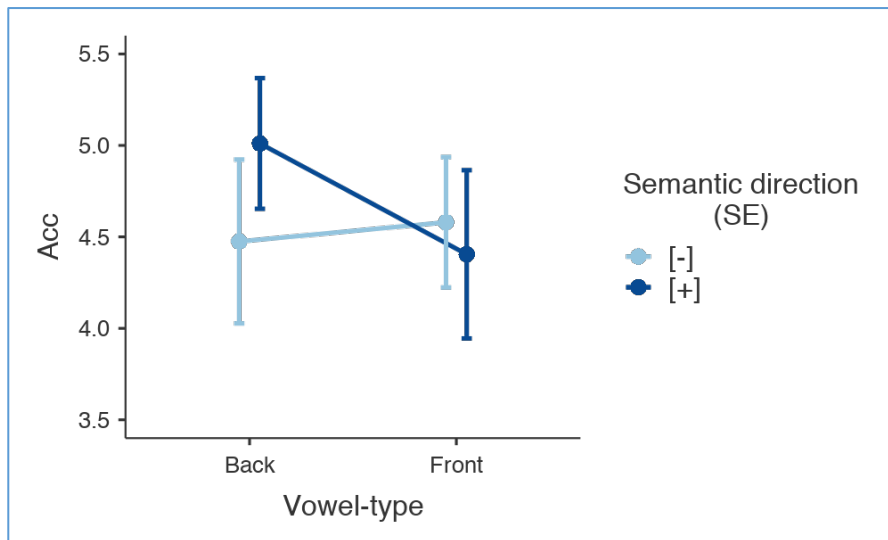 5.5
5.0
4.5
4.0
3.5
Acc
Back Front
Vowel-type
Semantic direction
(SE)
[-]
[+]